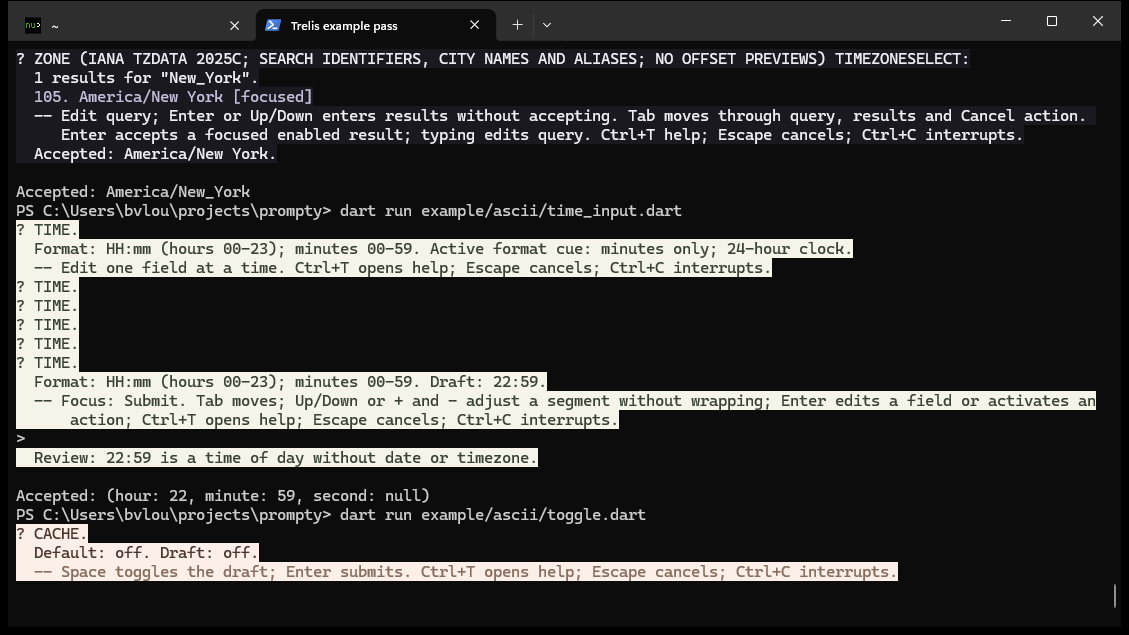 nu> ~
Trelis example pass
? ZONE (IANA TZDATA 2025C; SEARCH IDENTIFIERS, CITY NAMES AND ALIASES; NO OFFSET PREVIEWS) TIMEZONESELECT:
1 results for "New_York".
105. America/New York [focused]
-- Edit query; Enter or Up/Down enters results without accepting. Tab moves through query, results and Cancel action.
Enter accepts a focused enabled result; typing edits query. Ctrl+T help; Escape cancels; Ctrl+C interrupts.
Accepted: America/New York.
Accepted: America/New_York
PS C:\Users\bvlou\projects\prompty> dart run example/ascii/time_input.dart
? TIME.
Format: HH:mm (hours 00-23); minutes 00-59. Active format cue: minutes only; 24-hour clock.
-- Edit one field at a time. Ctrl+T opens help; Escape cancels; Ctrl+C interrupts.
? TIME.
? TIME.
? TIME.
? TIME.
? TIME.
Format: HH:mm (hours 00-23); minutes 00-59. Draft: 22:59.
-- Focus: Submit. Tab moves; Up/Down or + and - adjust a segment without wrapping; Enter edits a field or activates an
action; Ctrl+T opens help; Escape cancels; Ctrl+C interrupts.
>
Review: 22:59 is a time of day without date or timezone.
Accepted: (hour: 22, minute: 59, second: null)
PS C:\Users\bvlou\projects\prompty> dart run example/ascii/toggle.dart
? CACHE.
Default: off. Draft: off.
-- Space toggles the draft; Enter submits. Ctrl+T opens help; Escape cancels; Ctrl+C interrupts.